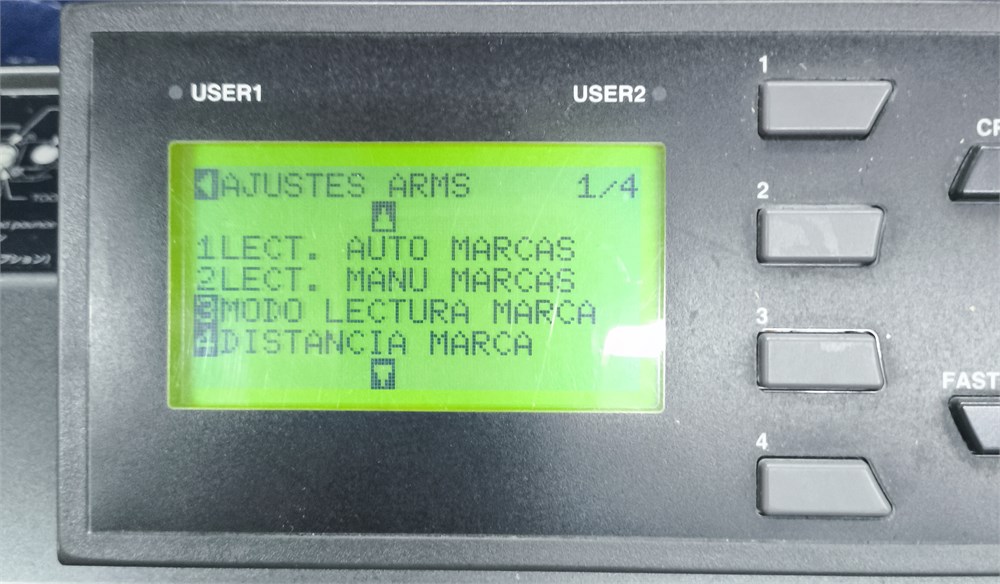 USER1
USER2
AJUSTES ARMS 1/4
1LECT. AUTO MARCAS
2LECT. MANU MARCAS
3MODO LECTURA MARCA
4DISTANCIA MARCA
1
2
3
4
FAST